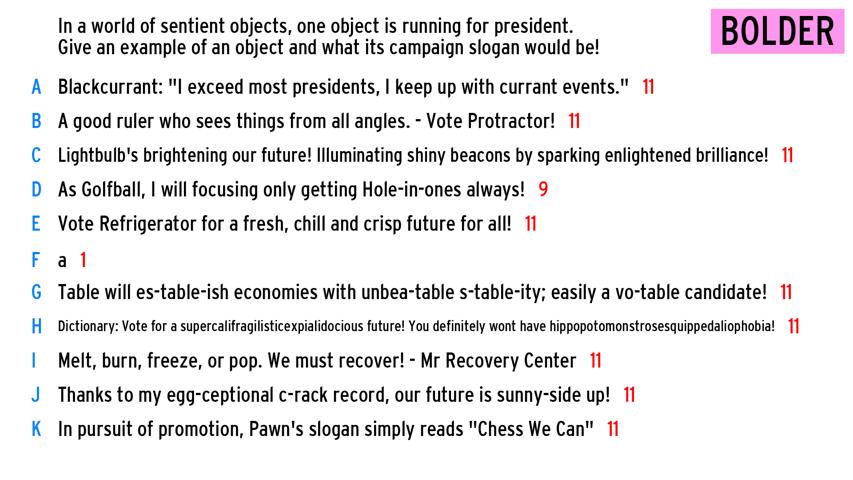 In a world of sentient objects, one object is running for president.
Give an example of an object and what its campaign slogan would be!
BOLDER
A Blackcurrant: "I exceed most presidents, I keep up with currant events." 11
B A good ruler who sees things from all angles. - Vote Protractor! 11
C Lightbulb's brightening our future! Illuminating shiny beacons by sparking enlightened brilliance! 11
D As Golfball, I will focusing only getting Hole-in-ones always! 9
E Vote Refrigerator for a fresh, chill and crisp future for all! 11
F a 1
G Table will es-table-ish economies with unbea-table s-table-ity; easily a vo-table candidate! 11
H Dictionary: Vote for a supercalifragilisticexpialidocious future! You definitely wont have hippopotomonstrosesquippedaliophobia! 11
I Melt, burn, freeze, or pop. We must recover! - Mr Recovery Center 11
J Thanks to my egg-ceptional c-rack record, our future is sunny-side up! 11
K In pursuit of promotion, Pawn's slogan simply reads "Chess We Can" 11